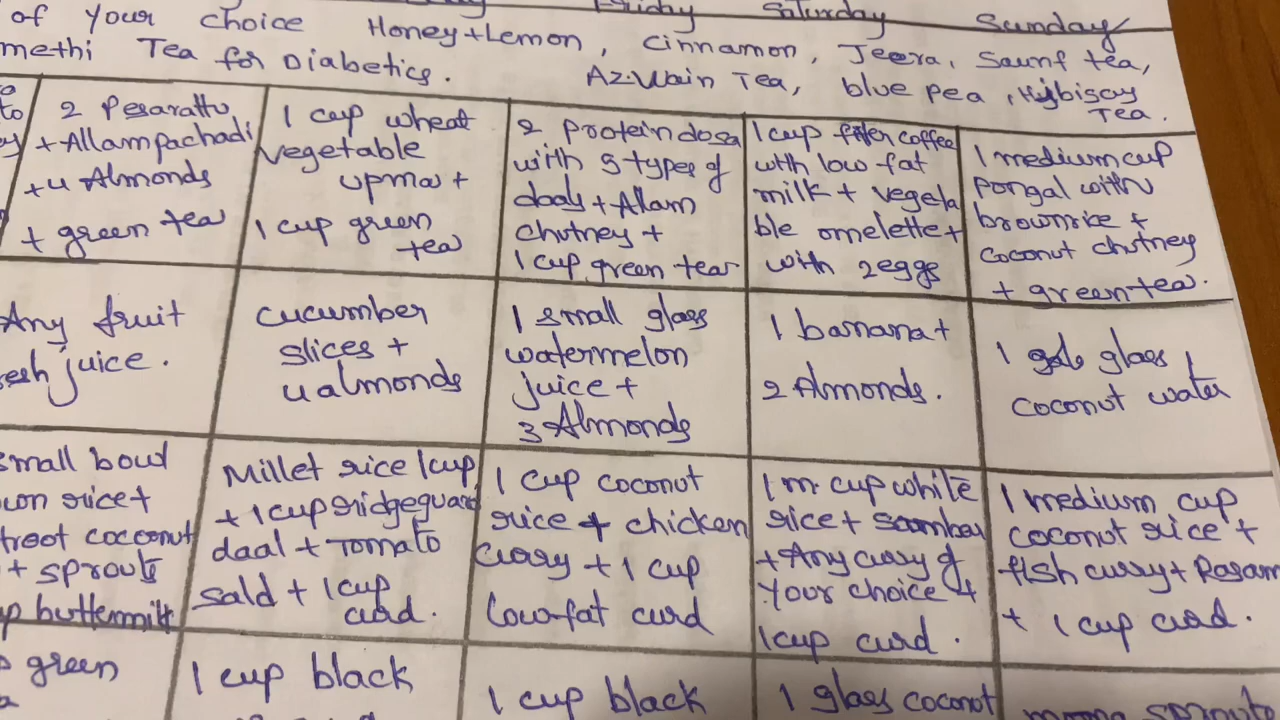 Friday Saturday Sunday
of your choice Honey+Lemon, cinnamon, Jeera, Saunf tea,
methi Tea for Diabetics. Azwain Tea, blue pea, Hybiscus
Tea.
2 Pesarattu
+Allampachadi
+4 Almonds
+ green tea
1 cup wheat
vegetable
upma +
1 cup green
tea
2 protein dosa
with 5 types of
daals + Allam
chutney +
1 cup green tea
1 cup filter coffee
with low fat
milk + vegeta
ble omelette +
with 2 eggs
1 medium cup
pongal with
brownrice +
coconut chutney
+ green tea.
Any fruit
esh juice.
cucumber
slices +
4 almonds
1 small glass
watermelon
juice +
3 Almonds
1 banana +
2 Almonds.
1 glass
coconut water
small bowl
wn rice +
troot coconut
+ sprouts
p buttermilk
Millet rice 1cup
+ 1cup ridgeguard
daal + Tomato
sald + 1 cup
curd.
1 cup coconut
rice + chicken
curry + 1 cup
low-fat curd
1 m. cup white
rice + sambar
+ Any curry of
Your choice +
1 cup curd.
1 medium cup
coconut rice +
fish curry + Rasam
+ 1 cup curd.
green
1 cup black
1 cup black
1 glass coconut
sprouts